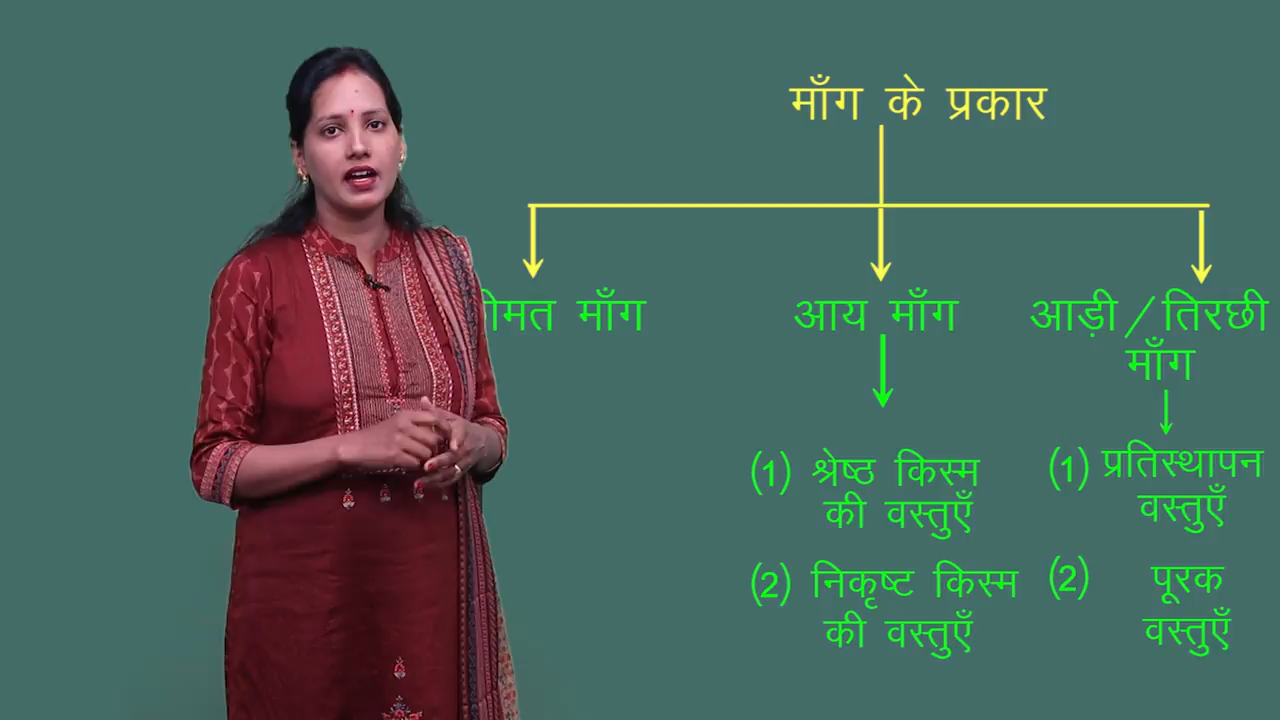 माँग के प्रकार
माँग
आय माँग
आड़ी/तिरछी
माँग
(1) श्रेष्ठ किस्म
की वस्तुएँ
(2) निकृष्ट किस्म
की वस्तुएँ
(1) प्रतिस्थापन
वस्तुएँ
(2) पूरक
वस्तुएँ